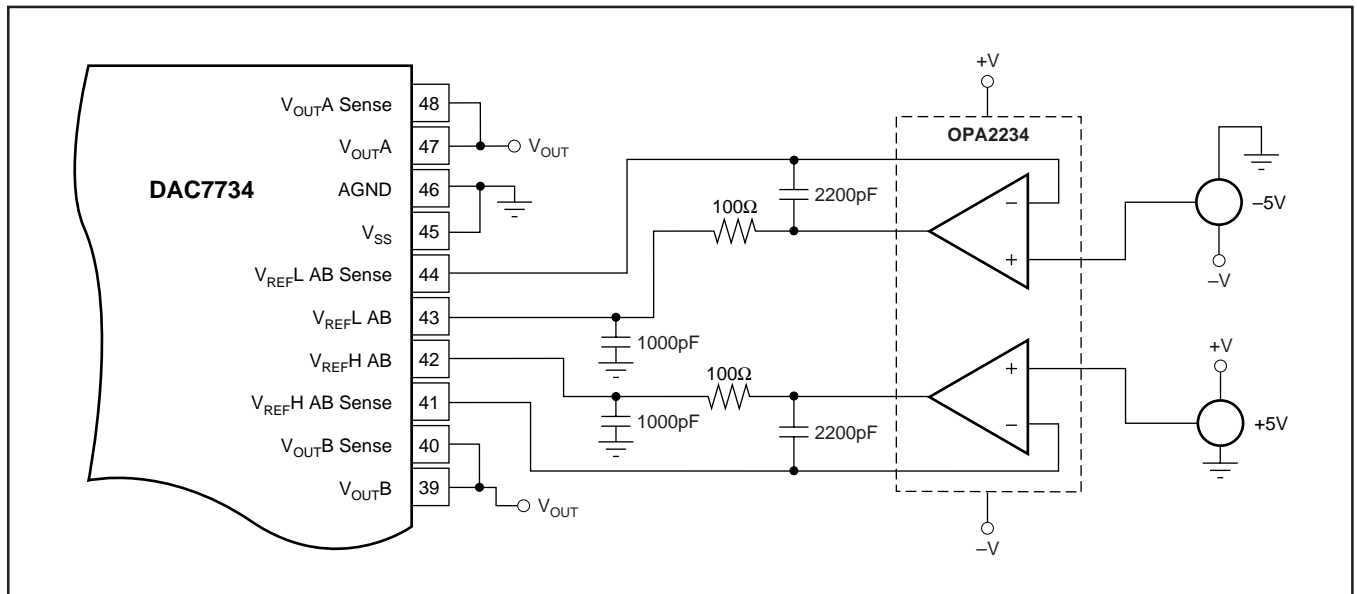 DAC7734
V_OUT A Sense 48
V_OUT A 47
AGND 46
V_SS 45
V_REF L AB Sense 44
V_REF L AB 43
V_REF H AB 42
V_REF H AB Sense 41
V_OUT B Sense 40
V_OUT B 39
V_OUT
V_OUT
100Ω
2200pF
1000pF
100Ω
1000pF
2200pF
+V
OPA2234
−
+
+
−
−V
−5V
−V
+V
+5V